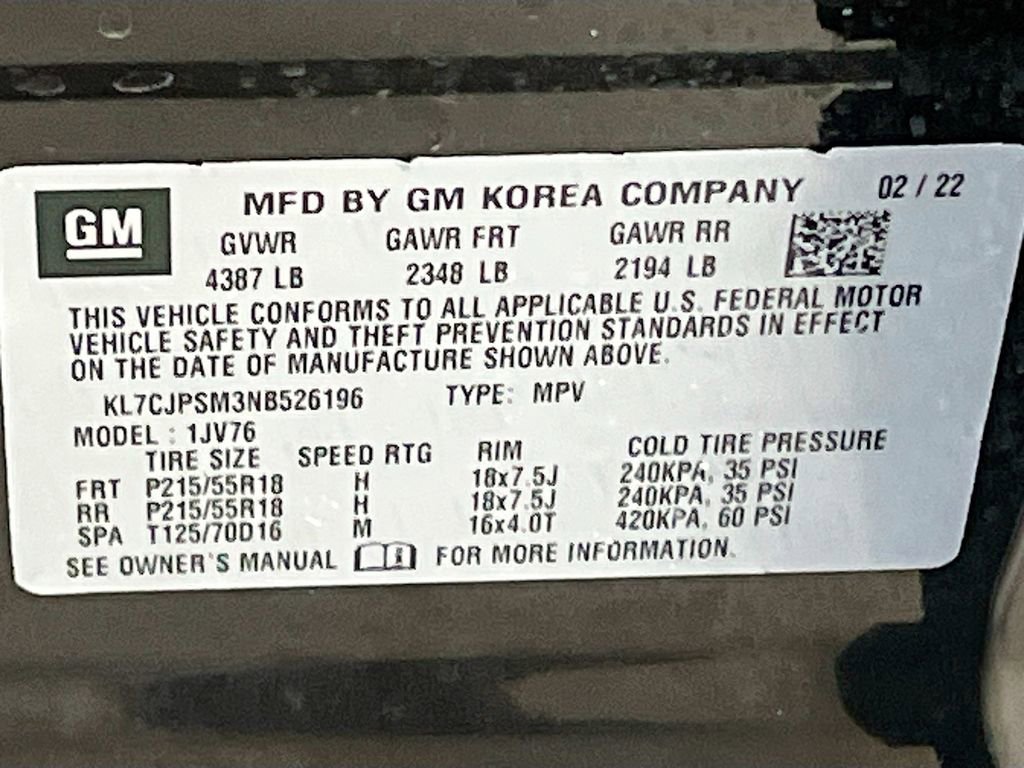 GM
MFD BY GM KOREA COMPANY 02 / 22
GVWR GAWR FRT GAWR RR
4387 LB 2348 LB 2194 LB
THIS VEHICLE CONFORMS TO ALL APPLICABLE U.S. FEDERAL MOTOR
VEHICLE SAFETY AND THEFT PREVENTION STANDARDS IN EFFECT
ON THE DATE OF MANUFACTURE SHOWN ABOVE.
KL7CJPSM3NB526196 TYPE: MPV
MODEL : 1JV76
TIRE SIZE SPEED RTG RIM COLD TIRE PRESSURE
FRT P215/55R18 H 18x7.5J 240KPA, 35 PSI
RR P215/55R18 H 18x7.5J 240KPA, 35 PSI
SPA T125/70D16 M 16x4.0T 420KPA, 60 PSI
SEE OWNER'S MANUAL FOR MORE INFORMATION.